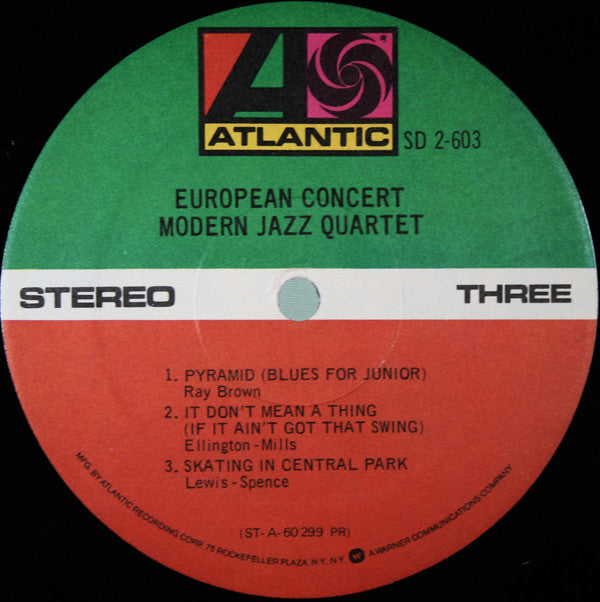 ATLANTIC
SD 2-603
EUROPEAN CONCERT
MODERN JAZZ QUARTET
STEREO
THREE
1. PYRAMID (BLUES FOR JUNIOR)
Ray Brown
2. IT DON'T MEAN A THING
(IF IT AIN'T GOT THAT SWING)
Ellington-Mills
3. SKATING IN CENTRAL PARK
Lewis-Spence
(ST-A-60299 PR)
MFG. BY ATLANTIC RECORDING CORP. 75 ROCKEFELLER PLAZA, N.Y. N.Y. W A WARNER COMMUNICATIONS COMPANY